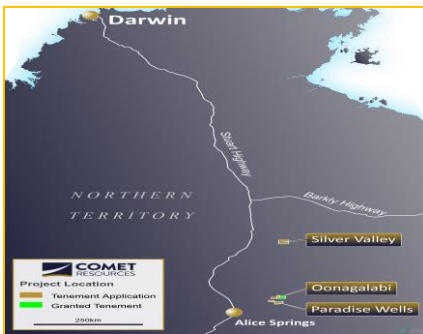 Darwin
Stuart Highway
NORTHERN
TERRITORY
Barkly Highway
Silver Valley
Oonagalabi
Paradise Wells
Alice Springs
COMET
RESOURCES
Project Location
Tenement Application
Granted Tenement
250km